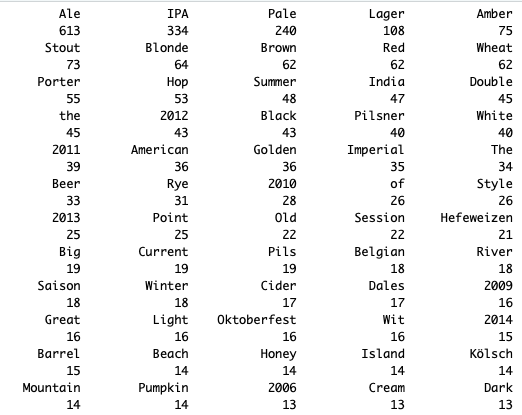 Ale IPA Pale Lager Amber
613 334 240 108 75
Stout Blonde Brown Red Wheat
73 64 62 62 62
Porter Hop Summer India Double
55 53 48 47 45
the 2012 Black Pilsner White
45 43 43 40 40
2011 American Golden Imperial The
39 36 36 35 34
Beer Rye 2010 of Style
33 31 28 26 26
2013 Point Old Session Hefeweizen
25 25 22 22 21
Big Current Pils Belgian River
19 19 19 18 18
Saison Winter Cider Dales 2009
18 18 17 17 16
Great Light Oktoberfest Wit 2014
16 16 16 16 15
Barrel Beach Honey Island Kölsch
15 14 14 14 14
Mountain Pumpkin 2006 Cream Dark
14 14 13 13 13